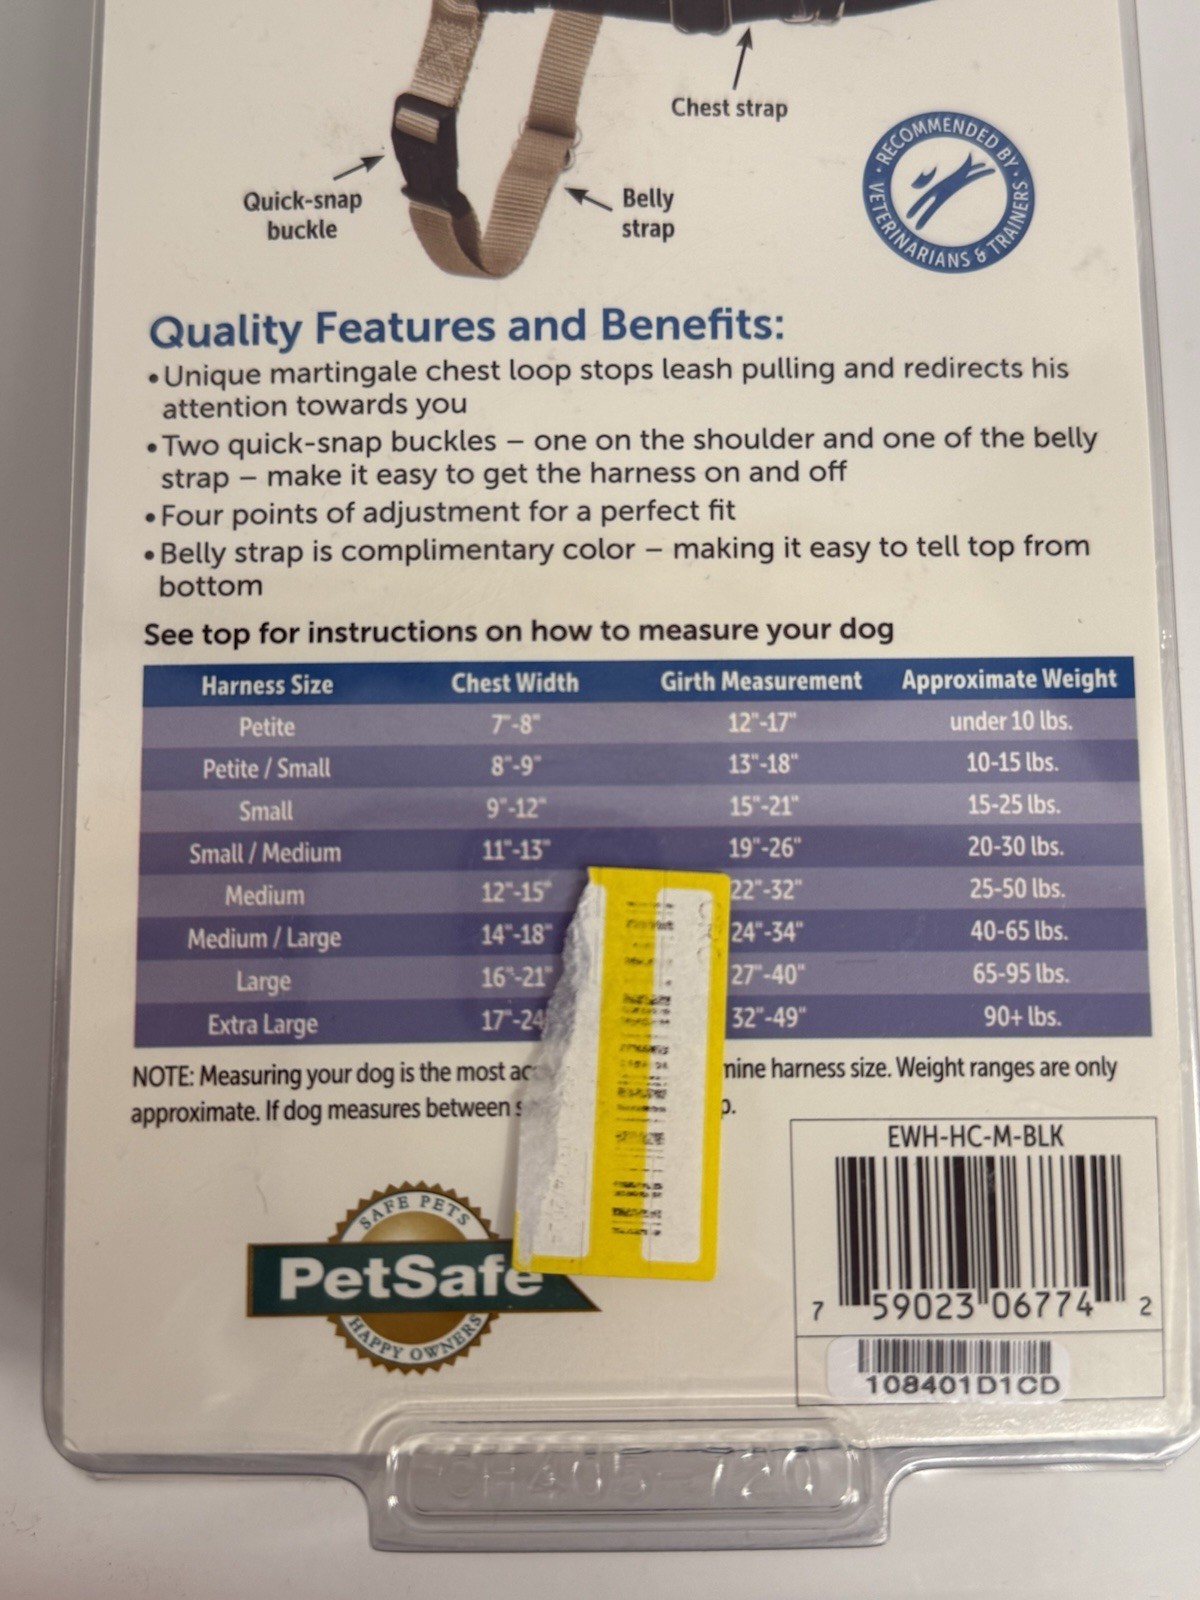 Chest strap
RECOMMENDED BY
VETERINARIANS & TRAINERS
Quick-snap
buckle
Belly
strap
Quality Features and Benefits:
•Unique martingale chest loop stops leash pulling and redirects his
attention towards you
•Two quick-snap buckles – one on the shoulder and one of the belly
strap – make it easy to get the harness on and off
•Four points of adjustment for a perfect fit
•Belly strap is complimentary color – making it easy to tell top from
bottom
See top for instructions on how to measure your dog
Harness Size Chest Width Girth Measurement Approximate Weight
Petite 7"-8" 12"-17" under 10 lbs.
Petite / Small 8"-9" 13"-18" 10-15 lbs.
Small 9"-12" 15"-21" 15-25 lbs.
Small / Medium 11"-13" 19"-26" 20-30 lbs.
Medium 12"-15" 22"-32" 25-50 lbs.
Medium / Large 14"-18" 24"-34" 40-65 lbs.
Large 16"-21" 27"-40" 65-95 lbs.
Extra Large 17"-24 32"-49" 90+ lbs.
NOTE: Measuring your dog is the most harness size. Weight ranges are only
approximate. If dog measures between
EWH-HC-M-BLK
7 59023 06774 2
108401D1CD
SAFE PETS
PetSafe
HAPPY OWNERS
CH405-720